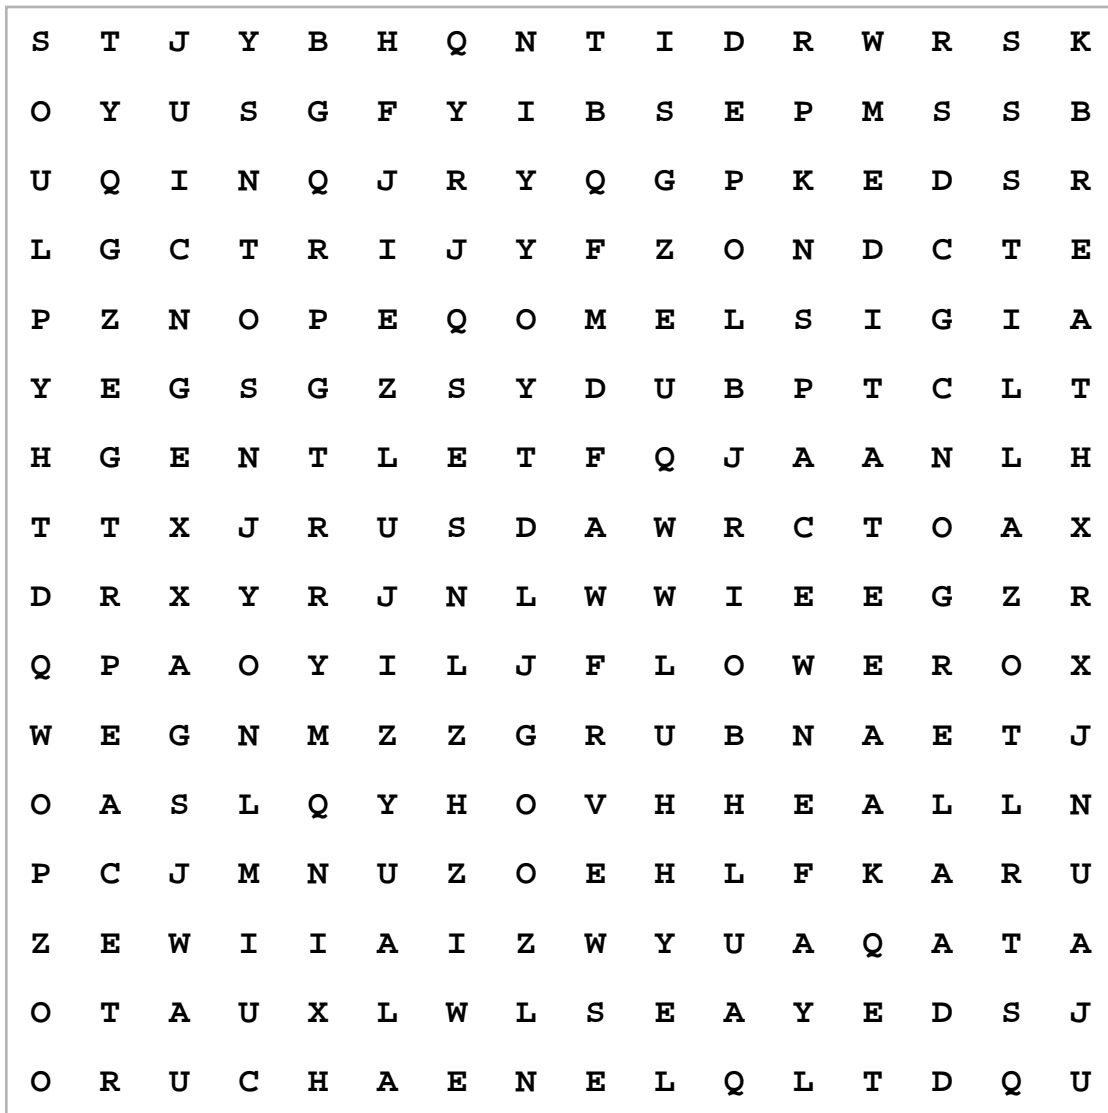 S T J Y B H Q N T I D R W R S K
O Y U S G F Y I B S E P M S S B
U Q I N Q J R Y Q G P K E D S R
L G C T R I J Y F Z O N D C T E
P Z N O P E Q O M E L S I G I A
Y E G S G Z S Y D U B P T C L T
H G E N T L E T F Q J A A N L H
T T X J R U S D A W R C T O A X
D R X Y R J N L W W I E E G Z R
Q P A O Y I L J F L O W E R O X
W E G N M Z Z G R U B N A E T J
O A S L Q Y H O V H H E A L L N
P C J M N U Z O E H L F K A R U
Z E W I I A I Z W Y U A Q A T A
O T A U X L W L S E A Y E D S J
O R U C H A E N E L Q L T D Q U